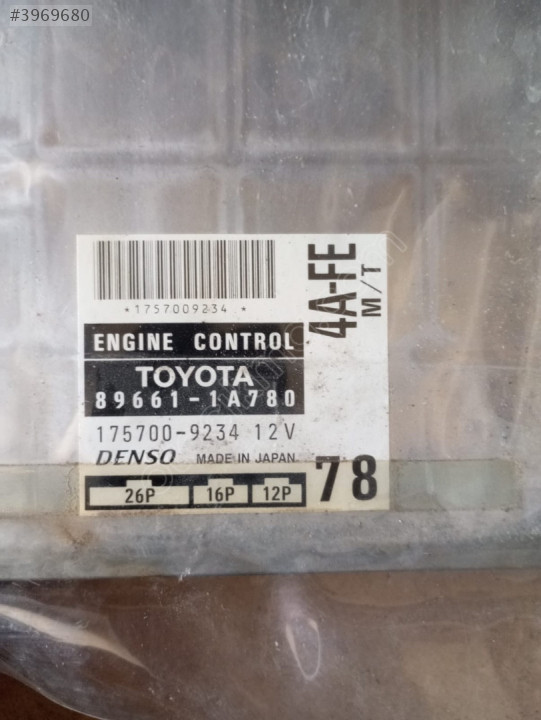 #3969680
*1757009234*
ENGINE CONTROL
TOYOTA
89661-1A780
175700-9234 12V
DENSO MADE IN JAPAN
26P 16P 12P
78
4A-FE
M/T